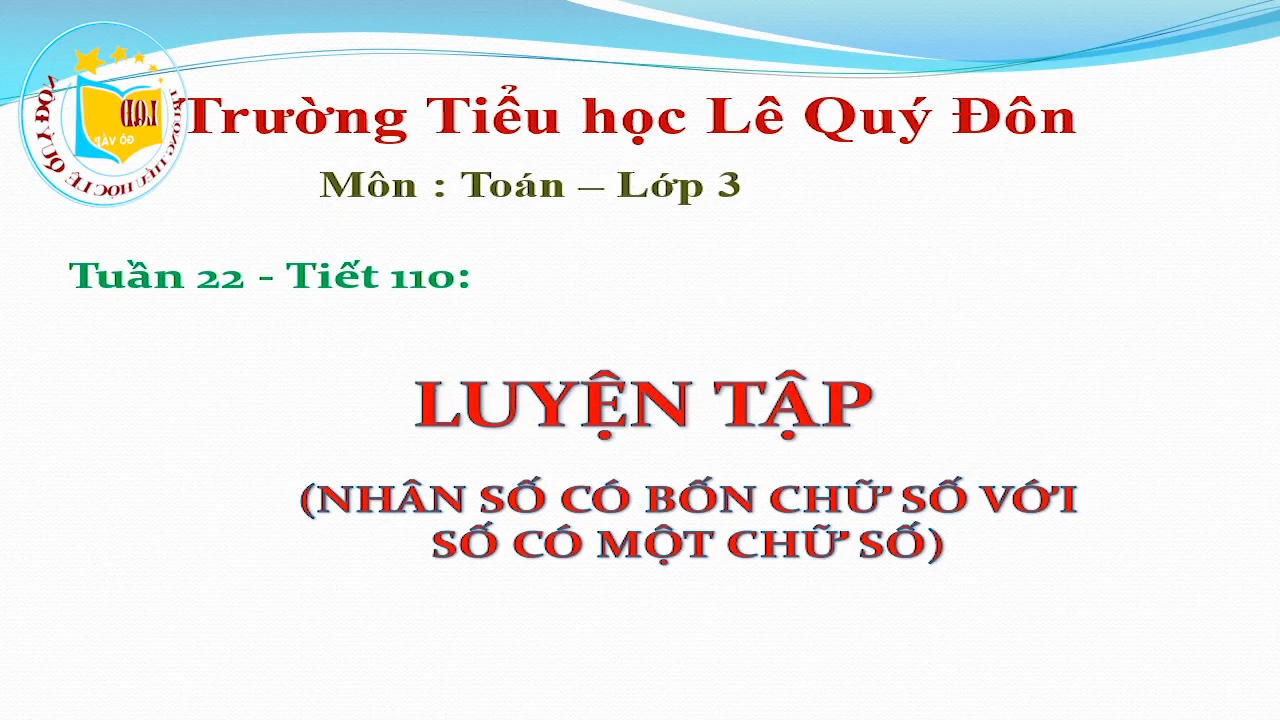 Trường Tiểu học Lê Quý Đôn
Môn : Toán – Lớp 3
Tuần 22 - Tiết 110:
LUYỆN TẬP
(NHÂN SỐ CÓ BỐN CHỮ SỐ VỚI
SỐ CÓ MỘT CHỮ SỐ)